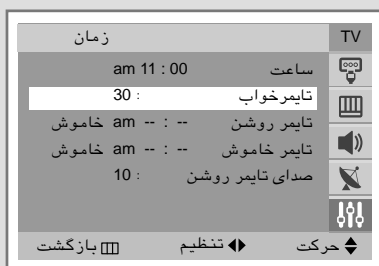 زمان TV
ساعت am 11 : 00
تایمرخواب : 30
تایمر روشن am -- : -- خاموش
تایمر خاموش am -- : -- خاموش
صدای تایمر روشن : 10
حرکت تنظیم بازگشت